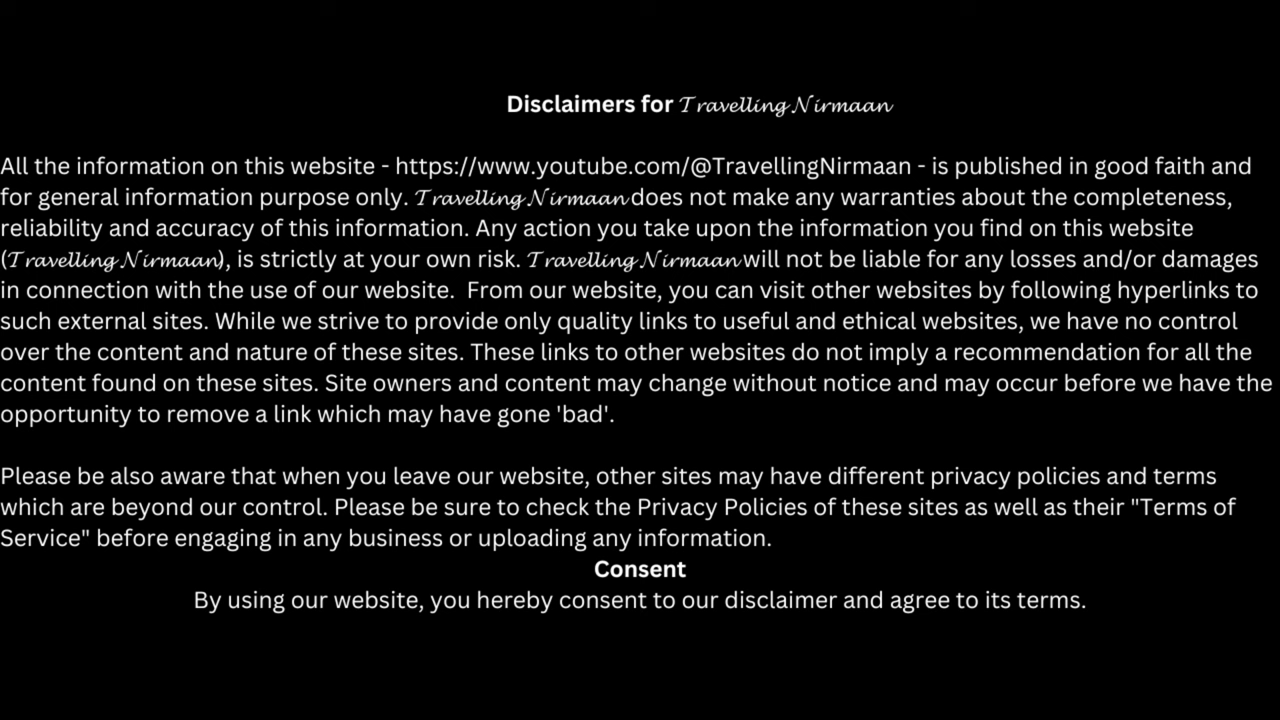 Disclaimers for 𝒯𝓇𝒶𝓋𝑒𝓁𝓁𝒾𝓃𝑔 𝒩𝒾𝓇𝓂𝒶𝒶𝓃
All the information on this website - https://www.youtube.com/@TravellingNirmaan - is published in good faith and
for general information purpose only. 𝒯𝓇𝒶𝓋𝑒𝓁𝓁𝒾𝓃𝑔 𝒩𝒾𝓇𝓂𝒶𝒶𝓃 does not make any warranties about the completeness,
reliability and accuracy of this information. Any action you take upon the information you find on this website
(𝒯𝓇𝒶𝓋𝑒𝓁𝓁𝒾𝓃𝑔 𝒩𝒾𝓇𝓂𝒶𝒶𝓃), is strictly at your own risk. 𝒯𝓇𝒶𝓋𝑒𝓁𝓁𝒾𝓃𝑔 𝒩𝒾𝓇𝓂𝒶𝒶𝓃 will not be liable for any losses and/or damages
in connection with the use of our website.  From our website, you can visit other websites by following hyperlinks to
such external sites. While we strive to provide only quality links to useful and ethical websites, we have no control
over the content and nature of these sites. These links to other websites do not imply a recommendation for all the
content found on these sites. Site owners and content may change without notice and may occur before we have the
opportunity to remove a link which may have gone 'bad'.
Please be also aware that when you leave our website, other sites may have different privacy policies and terms
which are beyond our control. Please be sure to check the Privacy Policies of these sites as well as their "Terms of
Service" before engaging in any business or uploading any information.
Consent
By using our website, you hereby consent to our disclaimer and agree to its terms.